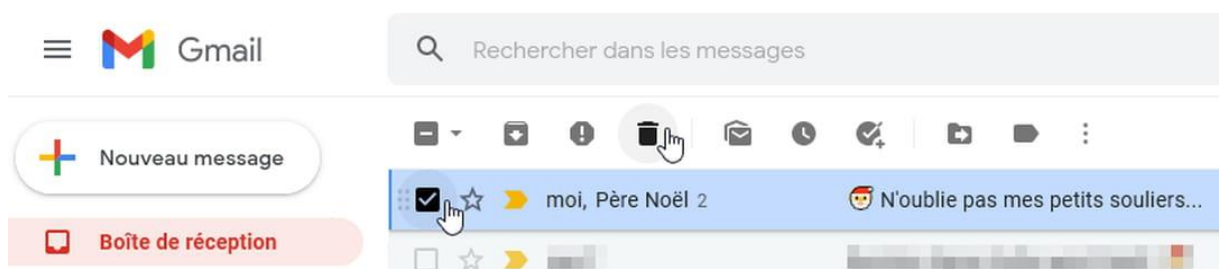 Gmail
Rechercher dans les messages
Nouveau message
moi, Père Noël 2
🎅 N'oublie pas mes petits souliers...
Boîte de réception